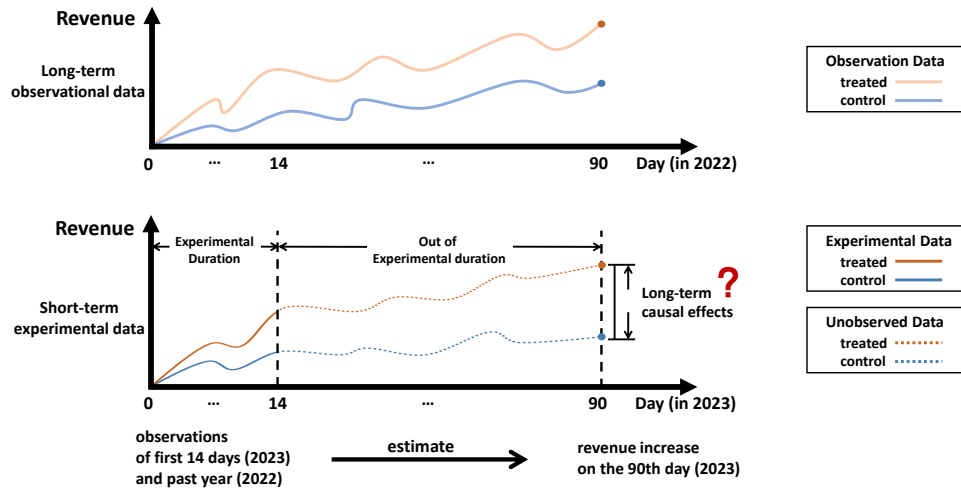 Revenue
Long-term
observational data
0
...
14
...
90
Day (in 2022)
Observation Data
treated
control
Revenue
Experimental
Duration
Out of
Experimental duration
Short-term
experimental data
Long-term
causal effects
?
0
...
14
...
90
Day (in 2023)
Experimental Data
treated
control
Unobserved Data
treated
control
observations
of first 14 days (2023)
and past year (2022)
estimate
revenue increase
on the 90th day (2023)